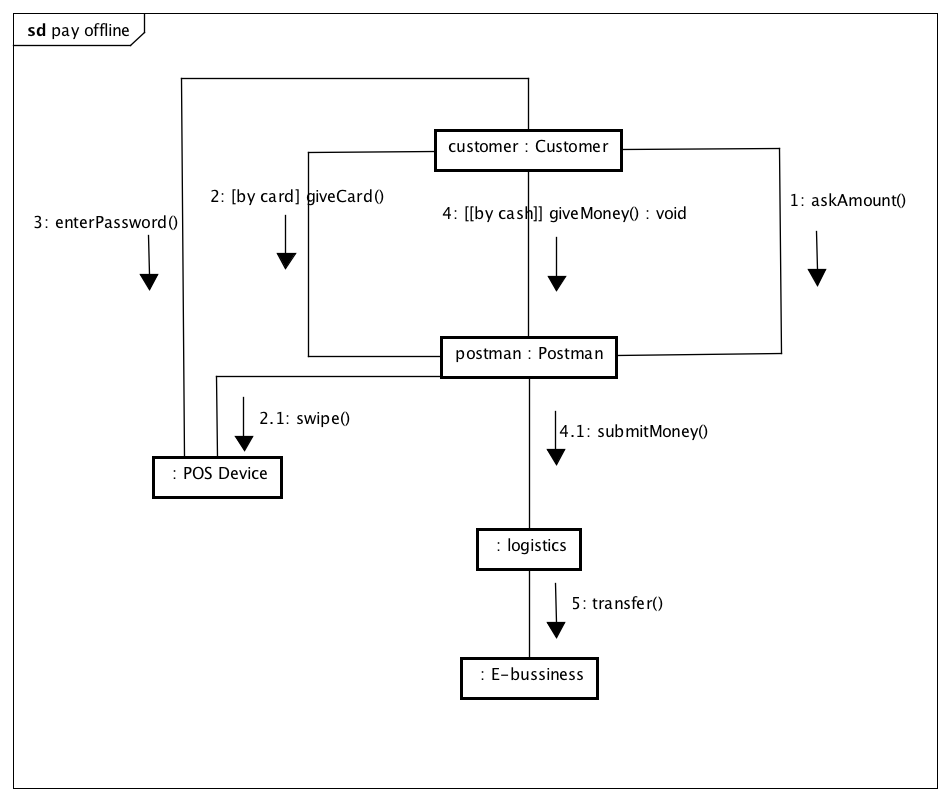 sd pay offline
customer : Customer
2: [by card] giveCard()
1: askAmount()
4: [[by cash]] giveMoney() : void
3: enterPassword()
postman : Postman
2.1: swipe()
4.1: submitMoney()
: POS Device
: logistics
5: transfer()
: E-bussiness